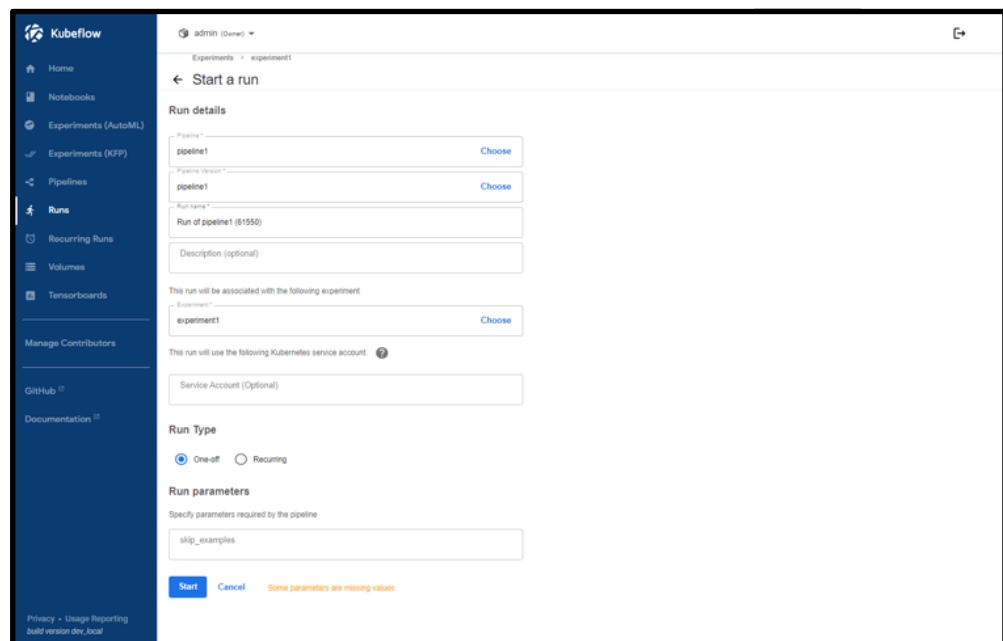 Kubeflow
Home
Notebooks
Experiments (AutoML)
Experiments (KFP)
Pipelines
Runs
Recurring Runs
Volumes
Tensorboards
Manage Contributors
GitHub
Documentation
Privacy • Usage Reporting
build version dev_local
admin (Owner)
Experiments > experiment1
Start a run
Run details
Pipeline *
pipeline1 Choose
Pipeline Version *
pipeline1 Choose
Run name *
Run of pipeline1 (61550)
Description (optional)
This run will be associated with the following experiment
Experiment *
experiment1 Choose
This run will use the following Kubernetes service account. ?
Service Account (Optional)
Run Type
One-off Recurring
Run parameters
Specify parameters required by the pipeline
skip_examples
Start Cancel Some parameters are missing values